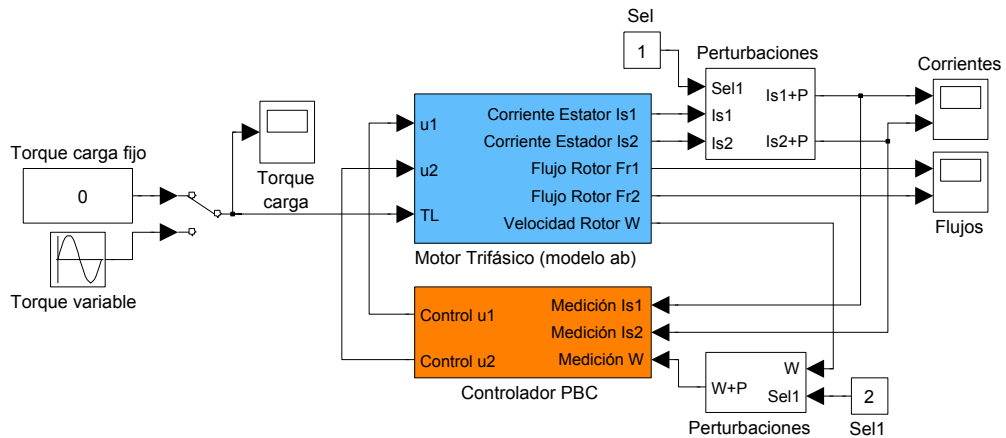 Sel
1
Perturbaciones
Sel1
Is1
Is2
Is1+P
Is2+P
Corrientes
Flujos
Torque carga fijo
0
Torque variable
Torque
carga
u1
u2
TL
Corriente Estator Is1
Corriente Estador Is2
Flujo Rotor Fr1
Flujo Rotor Fr2
Velocidad Rotor W
Motor Trifásico (modelo ab)
Control u1
Control u2
Medición Is1
Medición Is2
Medición W
Controlador PBC
W+P
W
Sel1
Perturbaciones
2
Sel1